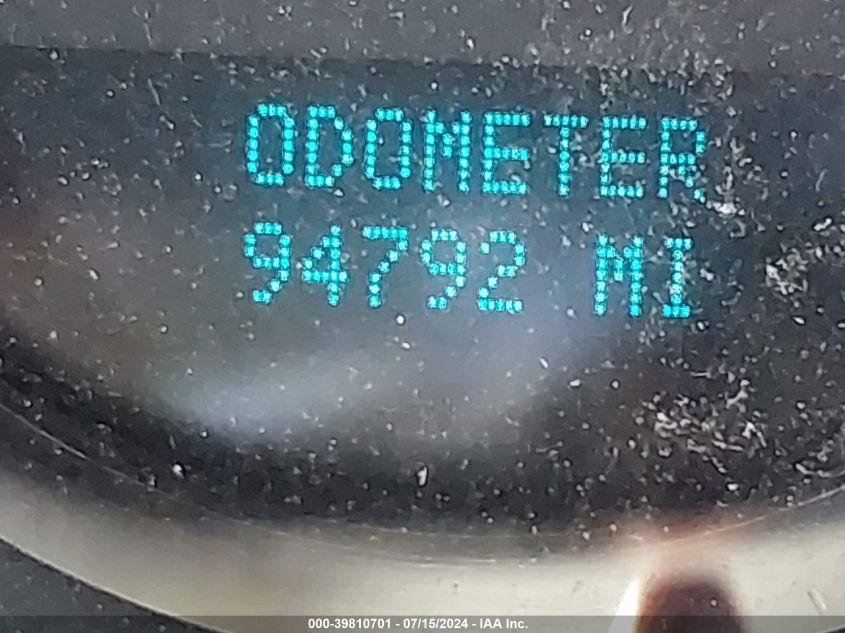 ODOMETER
94792 MI
000-39810701 - 07/15/2024 - IAA Inc.